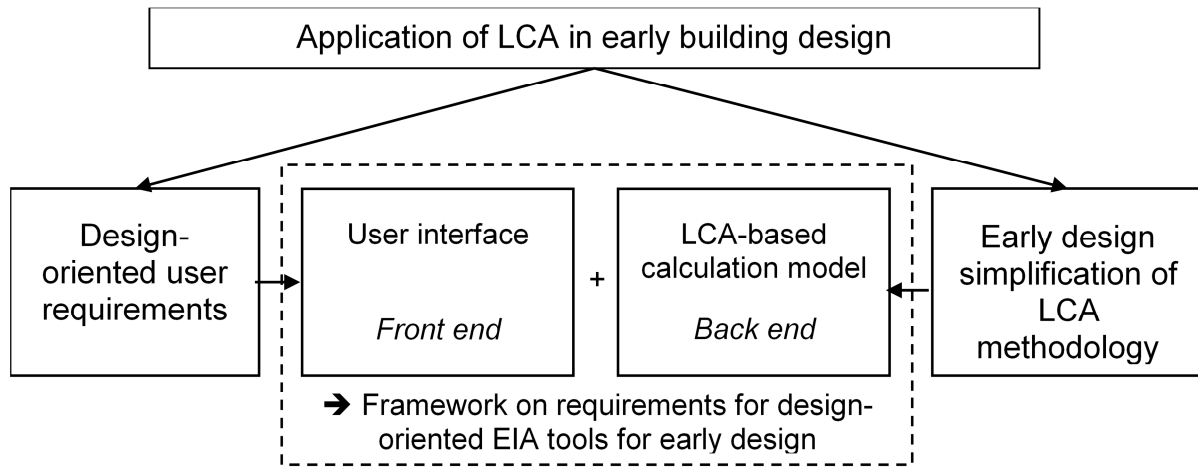 Application of LCA in early building design
Design-
oriented user
requirements
User interface
Front end
+
LCA-based
calculation model
Back end
Early design
simplification of
LCA
methodology
➔ Framework on requirements for design-
oriented EIA tools for early design